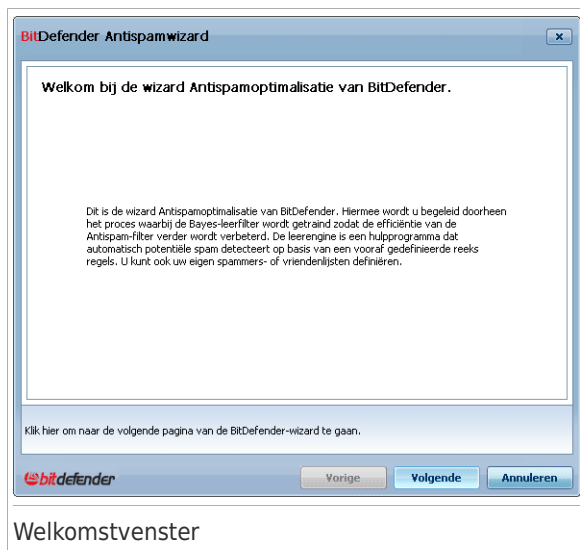 BitDefender Antispamwizard
Welkom bij de wizard Antispamoptimalisatie van BitDefender.
Dit is de wizard Antispamoptimalisatie van BitDefender. Hiermee wordt u begeleid doorheen
het proces waarbij de Bayes-leerfilter wordt getraind zodat de efficiëntie van de
Antispam-filter verder wordt verbeterd. De leerengine is een hulpprogramma dat
automatisch potentiële spam detecteert op basis van een vooraf gedefinieerde reeks
regels. U kunt ook uw eigen spammers- of vriendenlijsten definiëren.
Klik hier om naar de volgende pagina van de BitDefender-wizard te gaan.
bitdefender Vorige Volgende Annuleren
Welkomstvenster